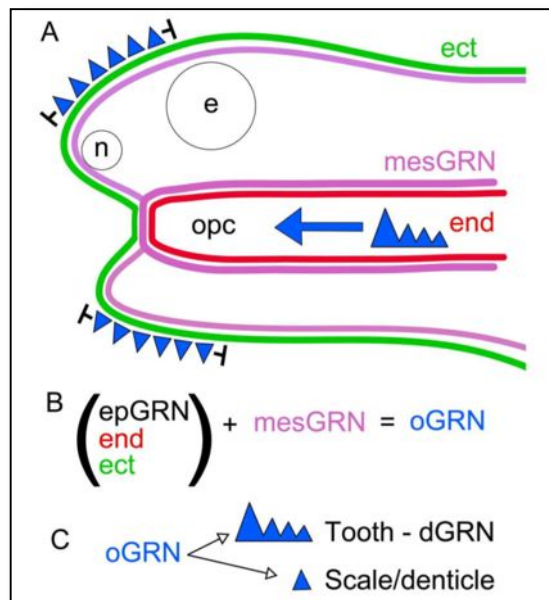 A
ect
e
n
mesGRN
opc
end
B
epGRN
end + mesGRN = oGRN
ect
C
Tooth - dGRN
oGRN
Scale/denticle